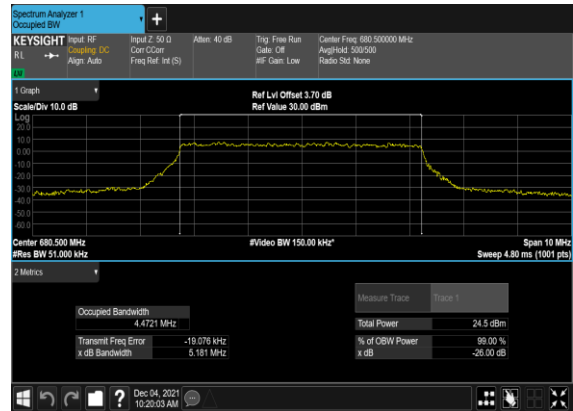 Spectrum Analyzer 1
Occupied BW
KEYSIGHT
RL
Input: RF
Coupling: DC
Align: Auto
Input Z: 50 Ω
Corr CCorr
Freq Ref: Int (S)
Atten: 40 dB
Trig: Free Run
Gate: Off
#IF Gain: Low
Center Freq: 680.500000 MHz
Avg|Hold: 500/500
Radio Std: None
1 Graph
Scale/Div 10.0 dB
Ref Lvl Offset 3.70 dB
Ref Value 30.00 dBm
Log
20.0
10.0
0.00
-10.0
-20.0
-30.0
-40.0
-50.0
-60.0
Center 680.500 MHz
#Res BW 51.000 kHz
#Video BW 150.00 kHz*
Span 10 MHz
Sweep 4.80 ms (1001 pts)
2 Metrics
Measure Trace Trace 1
Occupied Bandwidth
4.4721 MHz
Total Power 24.5 dBm
Transmit Freq Error -19.076 kHz
% of OBW Power 99.00 %
x dB Bandwidth 5.181 MHz
x dB -26.00 dB
Dec 04, 2021
10:20:03 AM